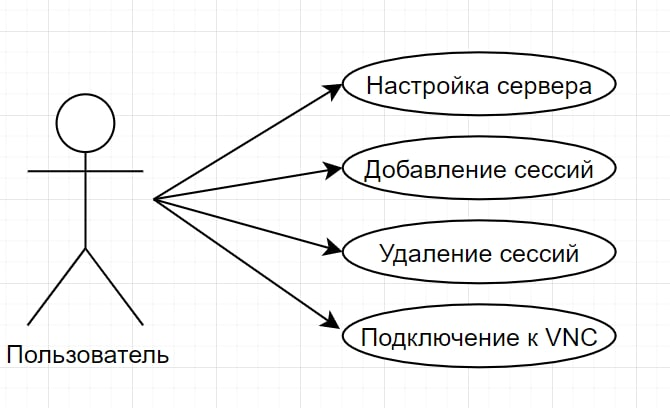 Настройка сервера
Добавление сессий
Удаление сессий
Подключение к VNC
Пользователь